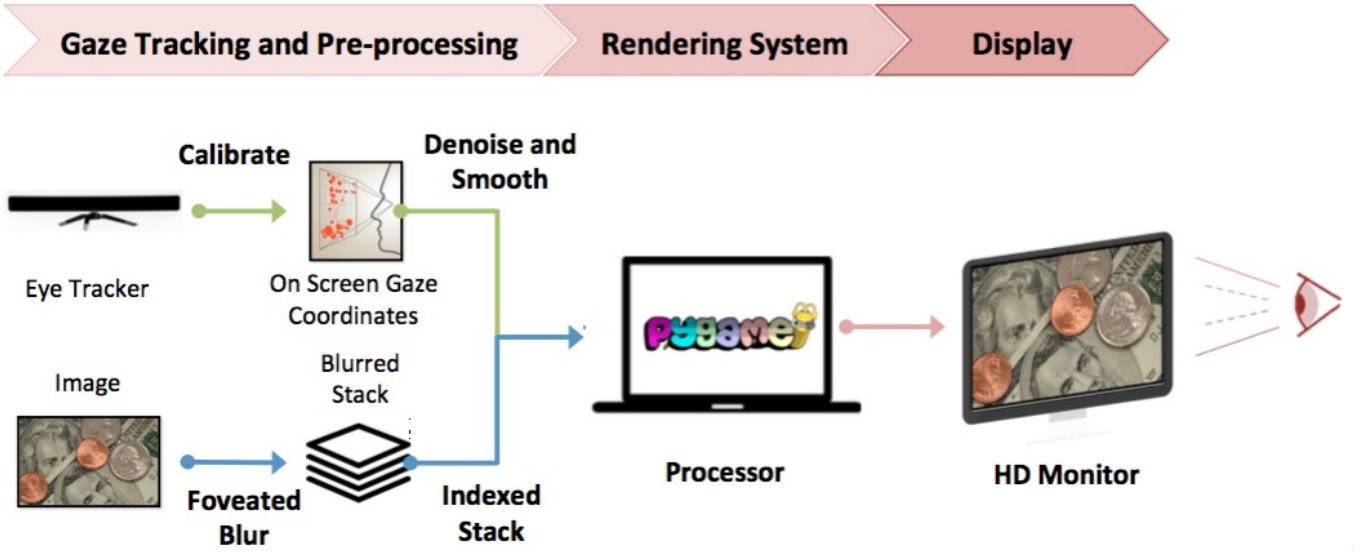 Gaze Tracking and Pre-processing
Rendering System
Display
Calibrate
Denoise and
Smooth
Eye Tracker
On Screen Gaze
Coordinates
Image
Blurred
Stack
Foveated
Blur
Indexed
Stack
pygame
Processor
HD Monitor